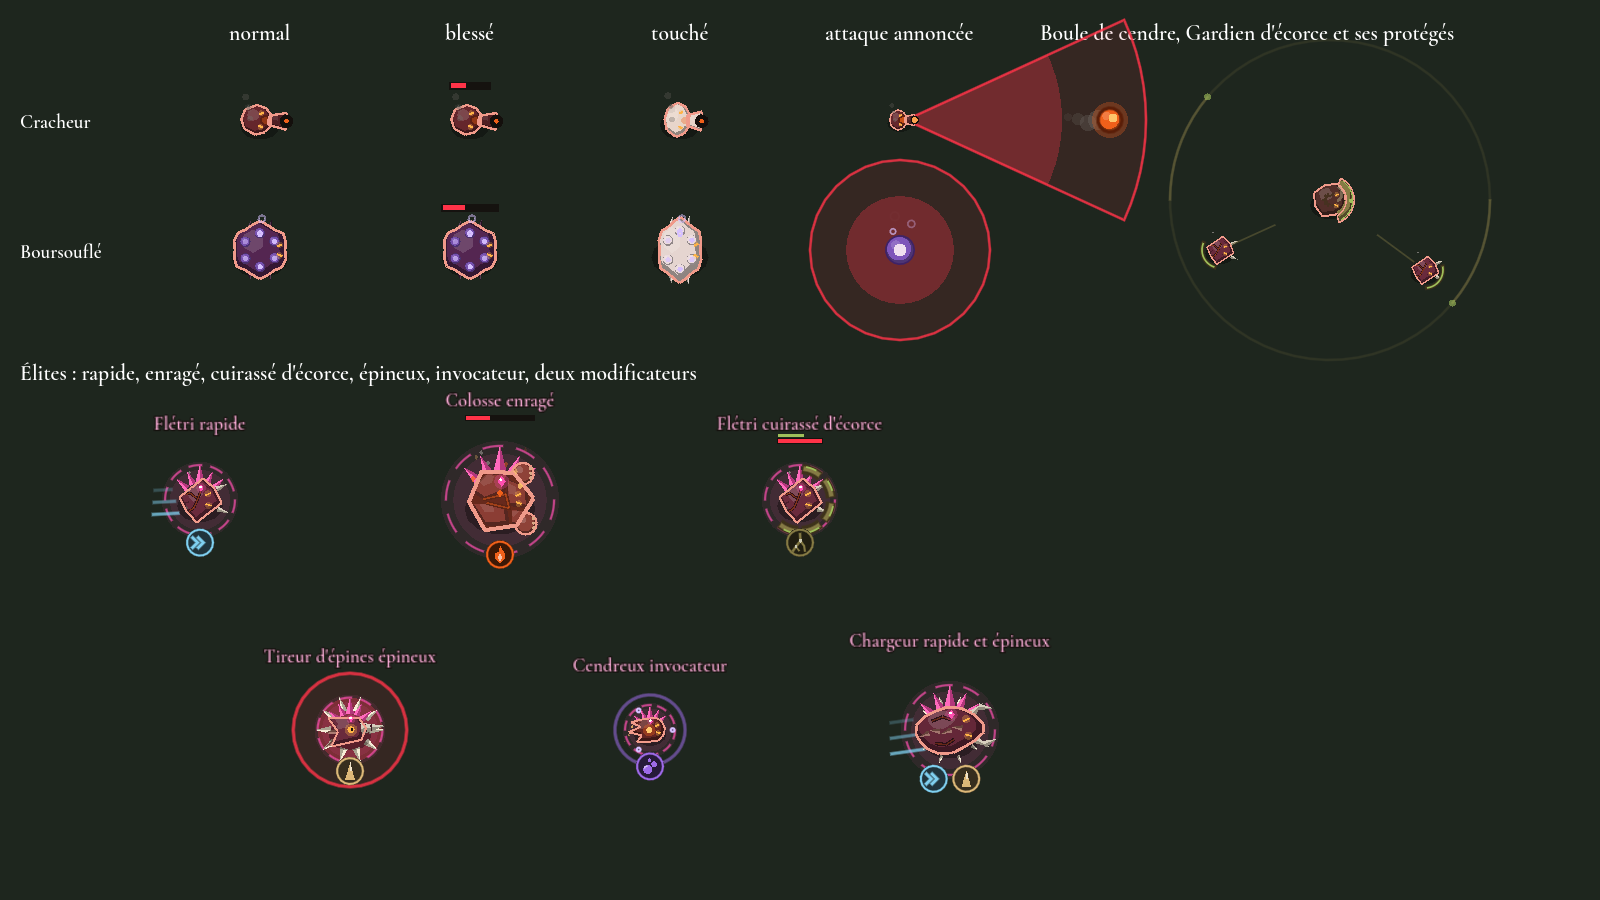 normal
blessé
touché
attaque annoncée
Boule de cendre, Gardien d'écorce et ses protégés
Cracheur
Boursouflé
Élites : rapide, enragé, cuirassé d'écorce, épineux, invocateur, deux modificateurs
Flétri rapide
Colosse enragé
Flétri cuirassé d'écorce
Tireur d'épines épineux
Cendreux invocateur
Chargeur rapide et épineux